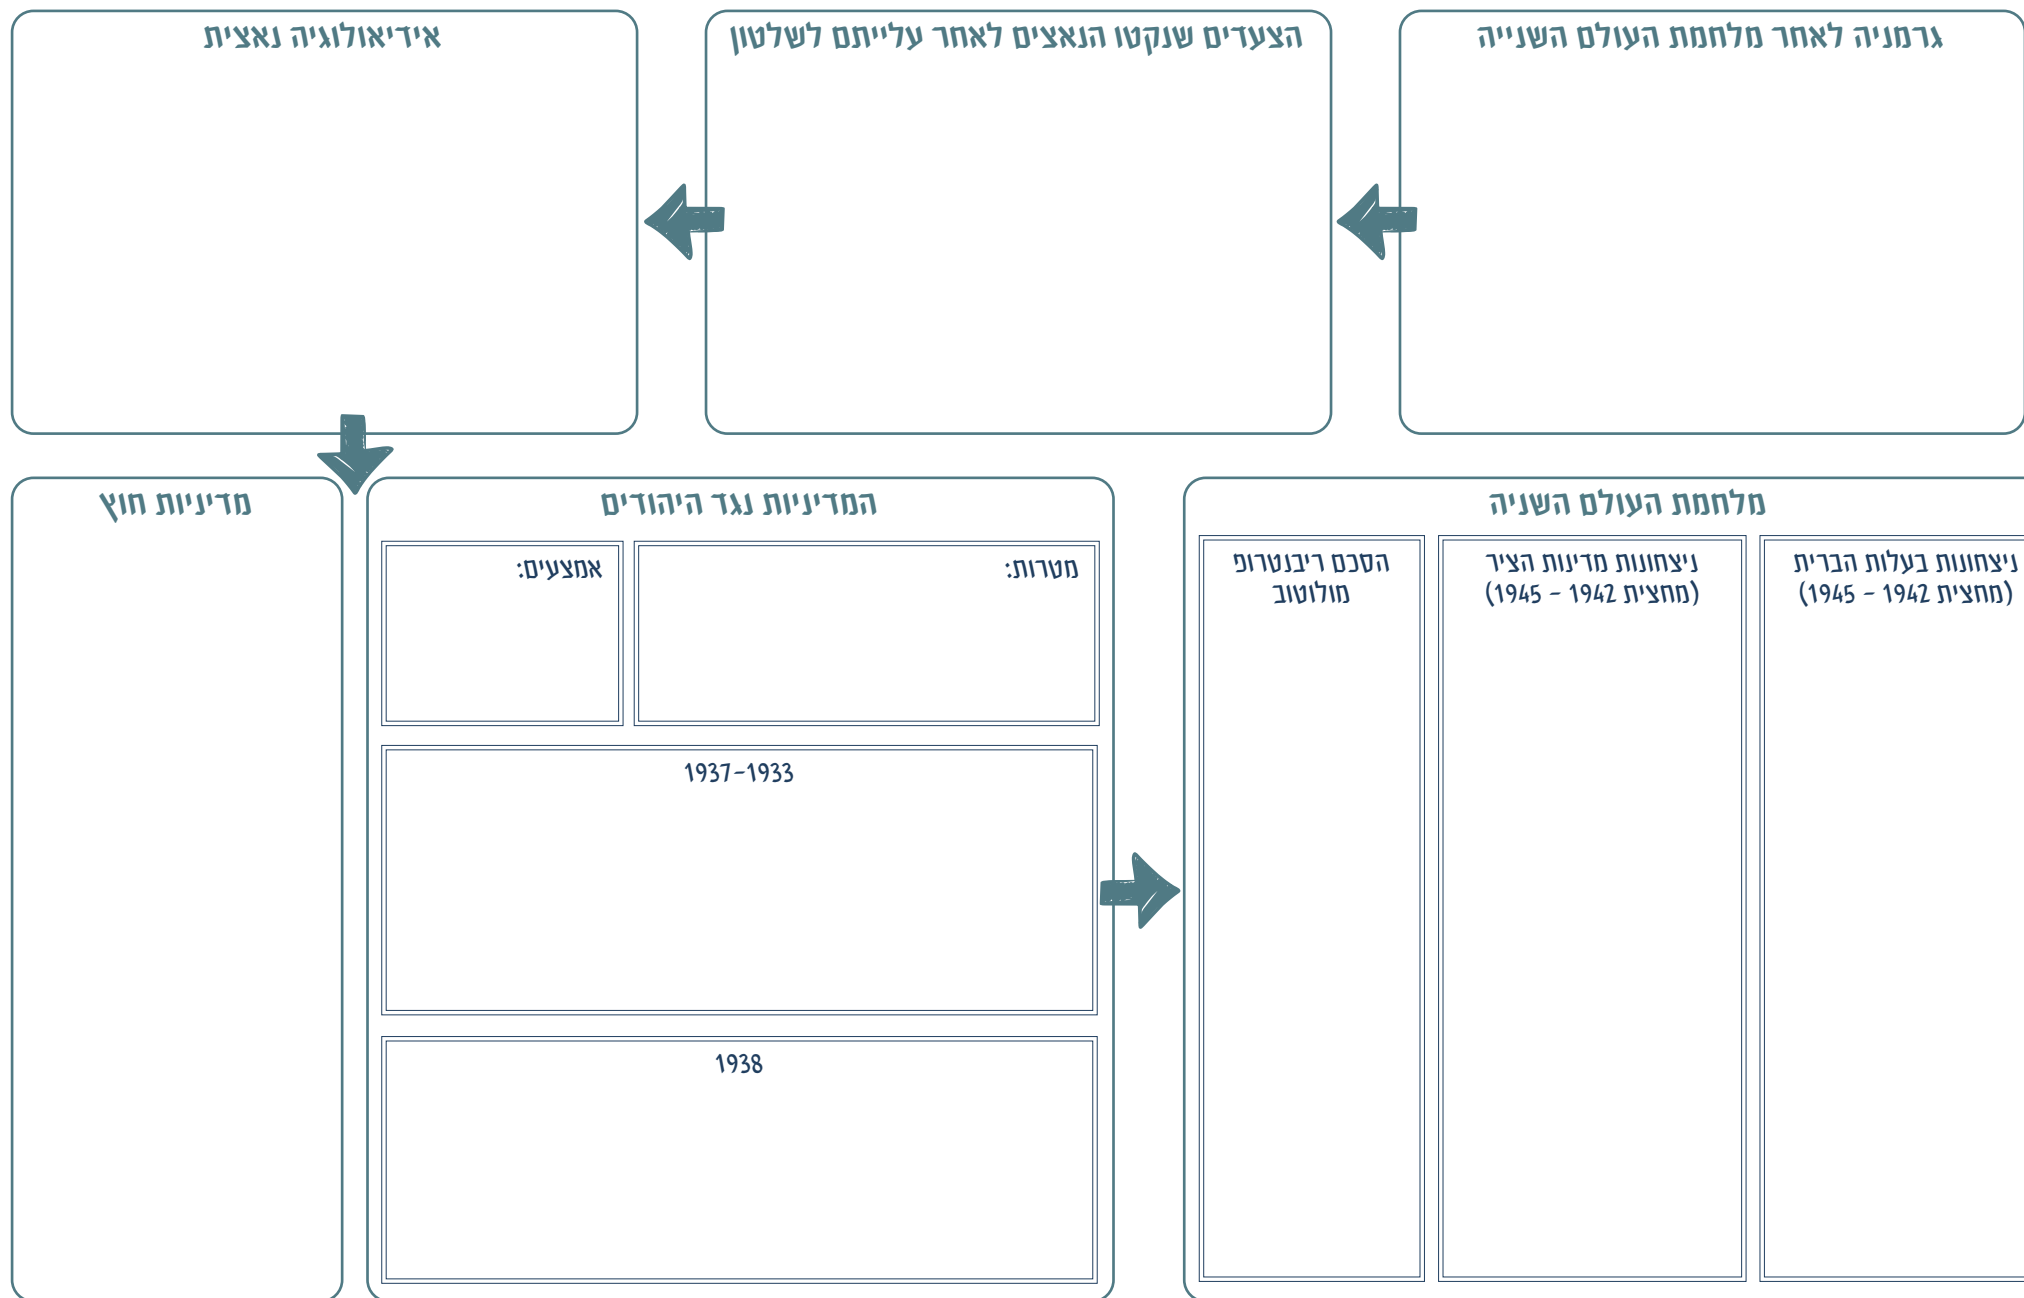 גרמניה לאחר מלחמת העולם השנייה
הצעדים שנקטו הנאצים לאחר עלייתם לשלטון
אידיאולוגיה נאצית
מדיניות חוץ
המדיניות נגד היהודים
מטרות:
אמצעים:
1937-1933
1938
מלחמת העולם השניה
הסכם ריבנטרופ
מולוטוב
ניצחונות מדינות הציר
(מחצית 1942 - 1945)
ניצחונות בעלות הברית
(מחצית 1942 - 1945)